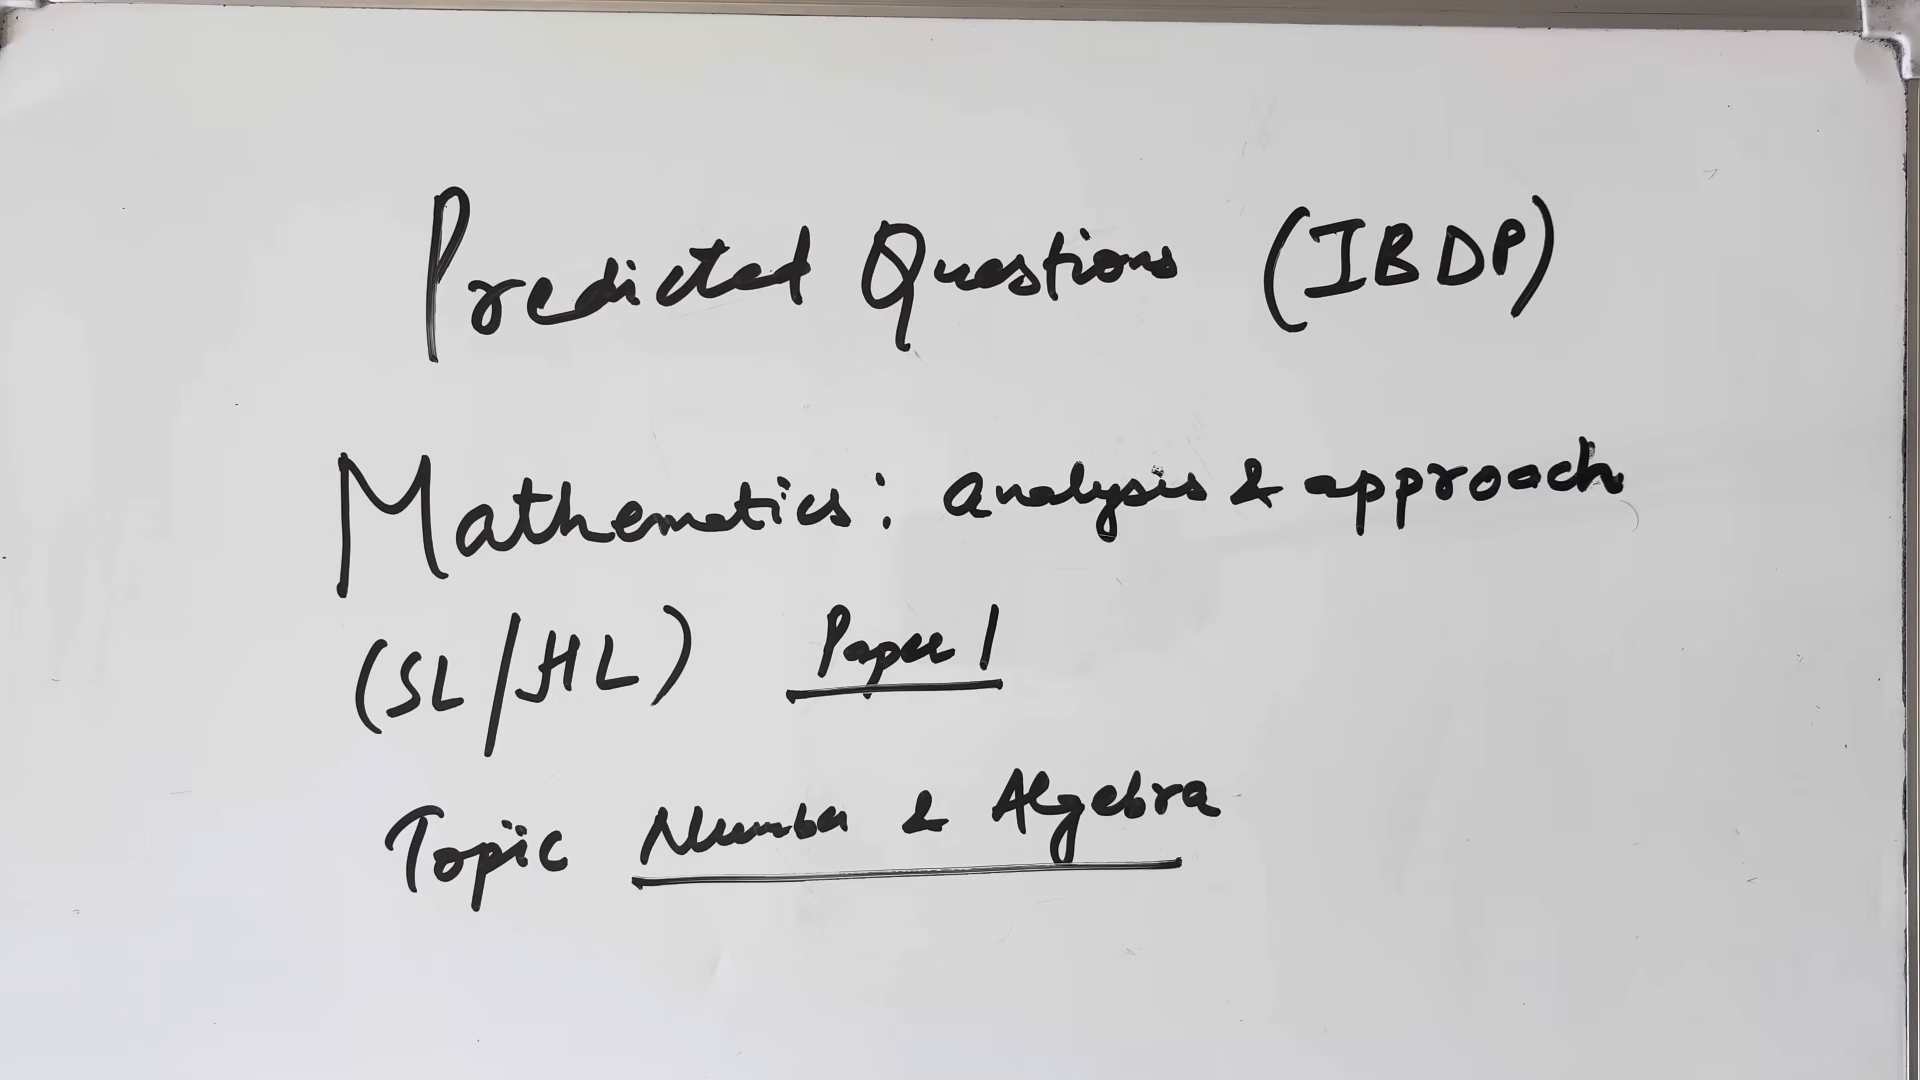 Predicted Questions (IBDP)
Mathematics: analysis & approach
(SL/HL) Paper 1
Topic Number & Algebra